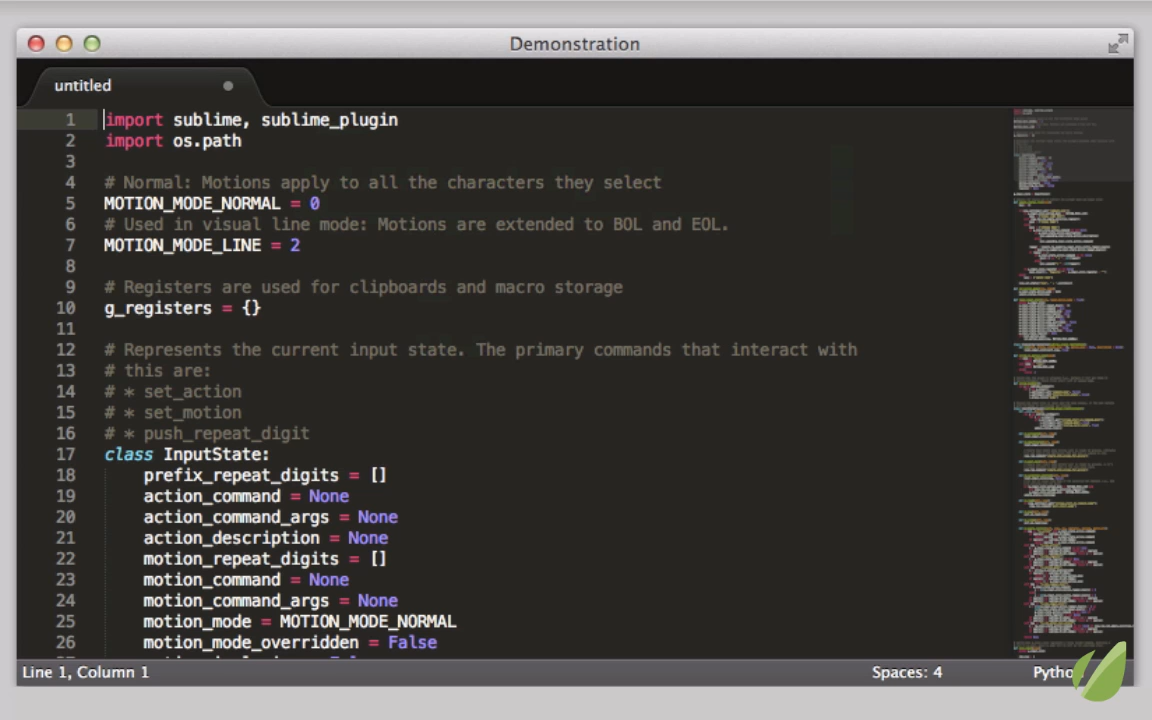 Demonstration
untitled
1 import sublime, sublime_plugin
2 import os.path
3
4 # Normal: Motions apply to all the characters they select
5 MOTION_MODE_NORMAL = 0
6 # Used in visual line mode: Motions are extended to BOL and EOL.
7 MOTION_MODE_LINE = 2
8
9 # Registers are used for clipboards and macro storage
10 g_registers = {}
11
12 # Represents the current input state. The primary commands that interact with
13 # this are:
14 # * set_action
15 # * set_motion
16 # * push_repeat_digit
17 class InputState:
18     prefix_repeat_digits = []
19     action_command = None
20     action_command_args = None
21     action_description = None
22     motion_repeat_digits = []
23     motion_command = None
24     motion_command_args = None
25     motion_mode = MOTION_MODE_NORMAL
26     motion_mode_overridden = False
Line 1, Column 1 Spaces: 4 Pytho